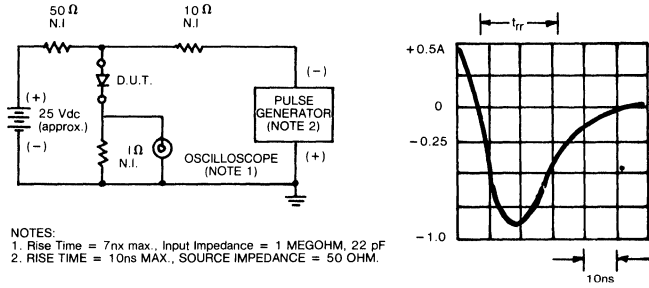 50 Ω
N.I
10 Ω
N.I
D.U.T.
(+)
25 Vdc
(approx.)
(−)
1Ω
N.I.
OSCILLOSCOPE
(NOTE 1)
(−)
PULSE
GENERATOR
(NOTE 2)
(+)
trr
+0.5A
0
−0.25
−1.0
10ns
NOTES:
1. Rise Time = 7nx max., Input Impedance = 1 MEGOHM, 22 pF
2. RISE TIME = 10ns MAX., SOURCE IMPEDANCE = 50 OHM.